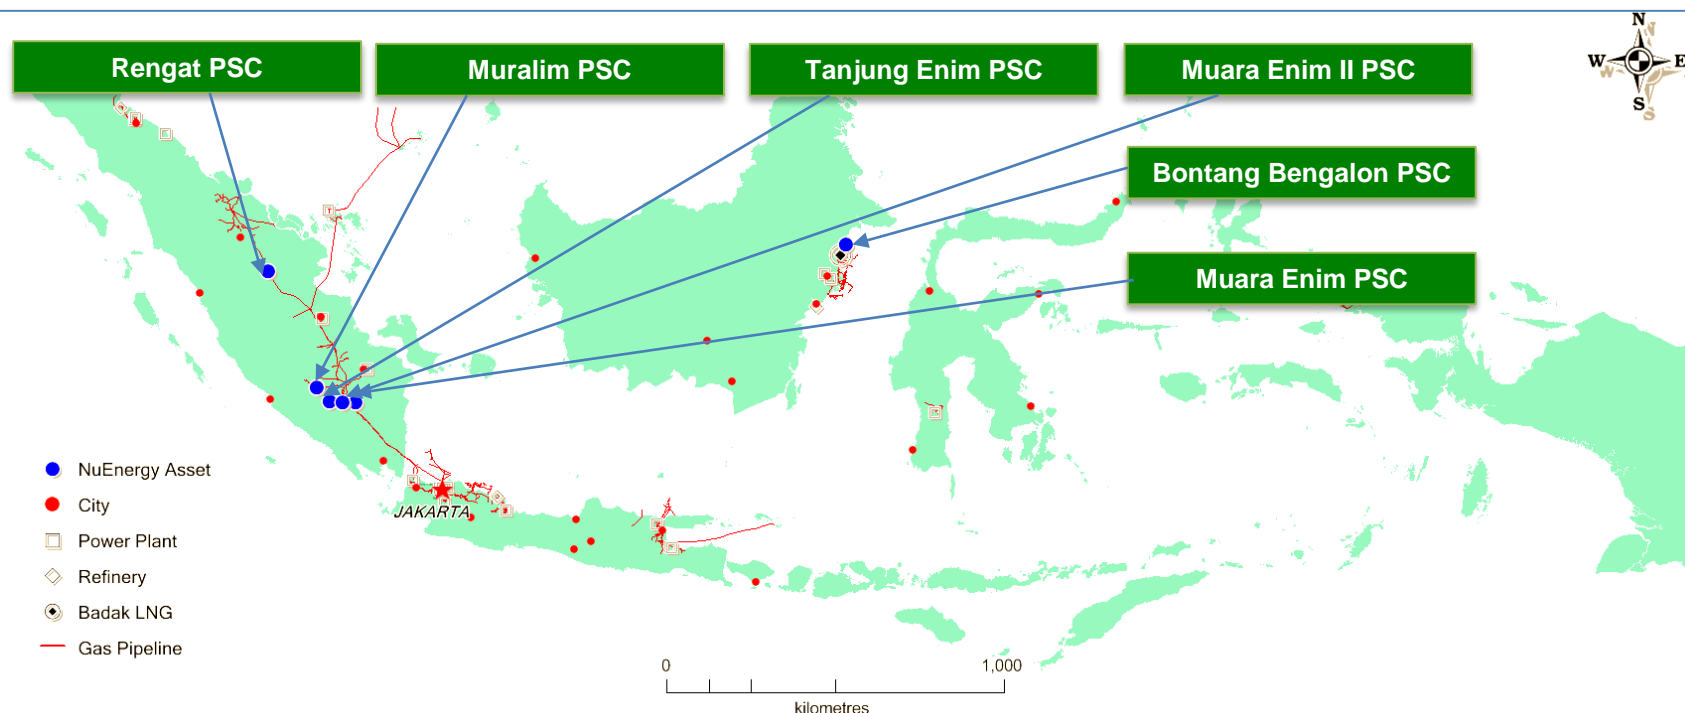 N
W E
S
Rengat PSC
Muralim PSC
Tanjung Enim PSC
Muara Enim II PSC
Bontang Bengalon PSC
Muara Enim PSC
NuEnergy Asset
City
Power Plant
Refinery
Badak LNG
Gas Pipeline
JAKARTA
0 1,000
kilometres